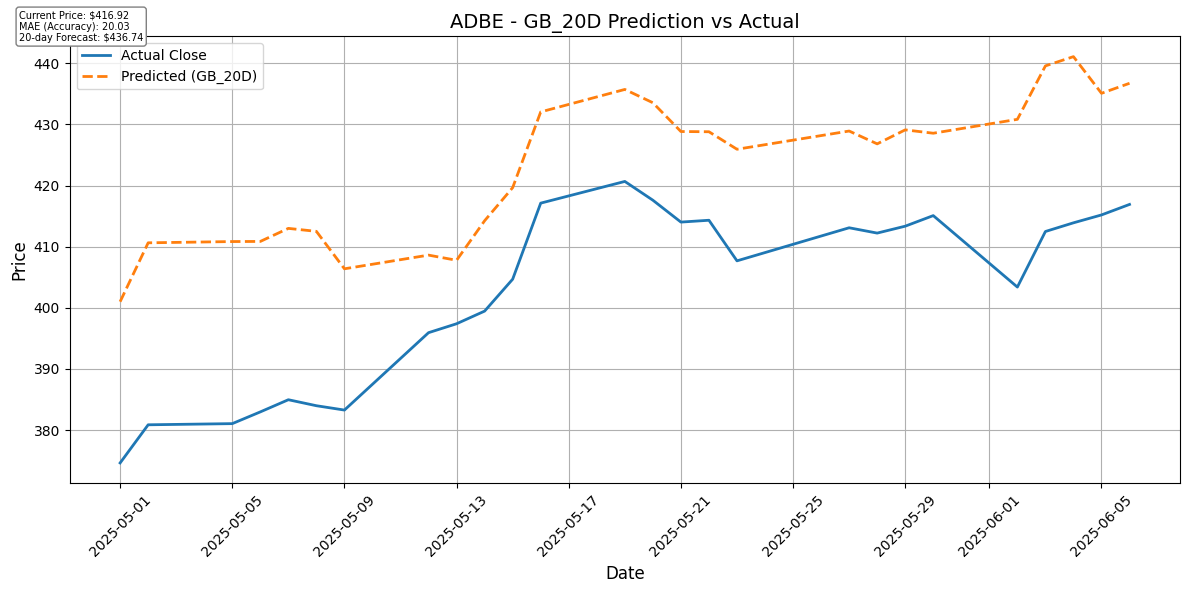 Current Price: $416.92
MAE (Accuracy): 20.03
20-day Forecast: $436.74
ADBE - GB_20D Prediction vs Actual
Actual Close
Predicted (GB_20D)
Price
440
430
420
410
400
390
380
2025-05-01
2025-05-05
2025-05-09
2025-05-13
2025-05-17
2025-05-21
2025-05-25
2025-05-29
2025-06-01
2025-06-05
Date